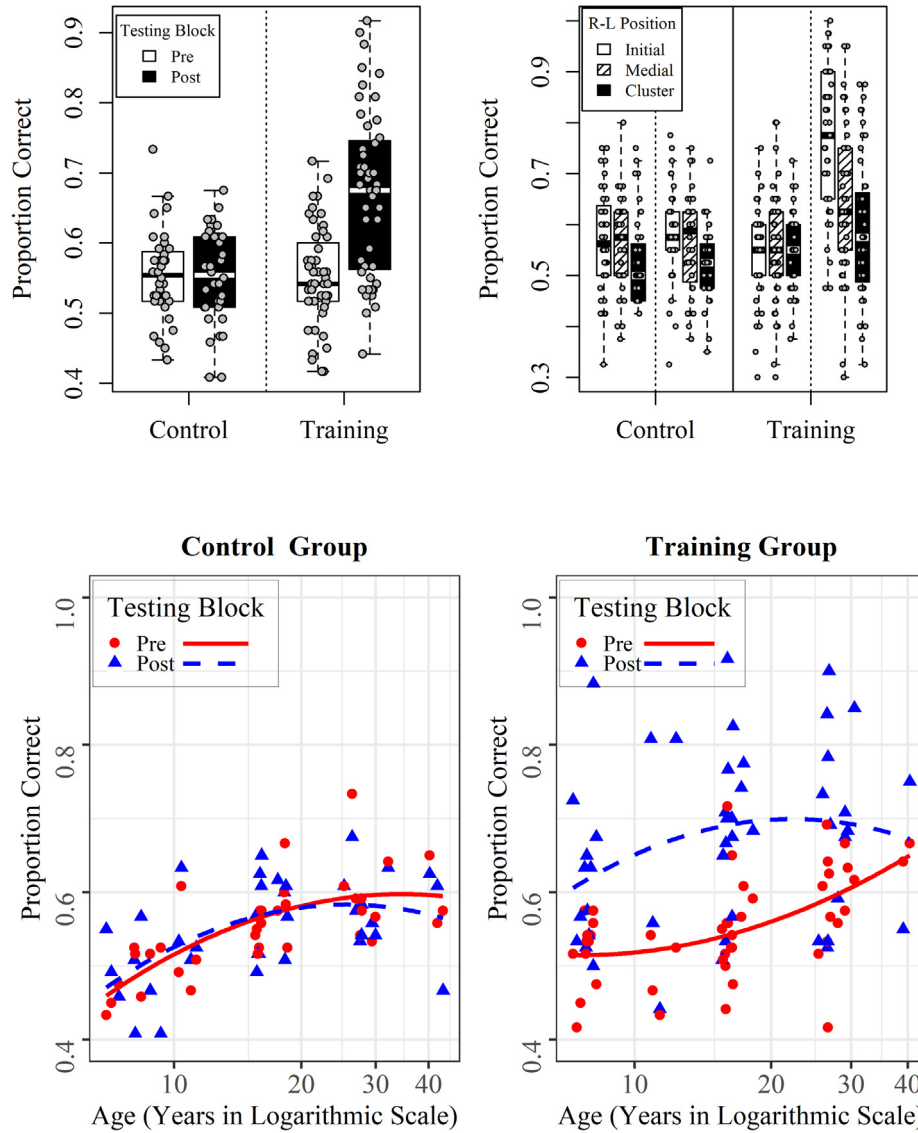 Proportion Correct
0.9
0.8
0.7
0.6
0.5
0.4
Testing Block
Pre
Post
Control Training
Proportion Correct
0.9
0.7
0.5
0.3
R-L Position
Initial
Medial
Cluster
Control Training
Control Group
Proportion Correct
1.0
0.8
0.6
0.4
Testing Block
Pre
Post
10 20 30 40
Age (Years in Logarithmic Scale)
Training Group
Proportion Correct
1.0
0.8
0.6
0.4
Testing Block
Pre
Post
10 20 30 40
Age (Years in Logarithmic Scale)